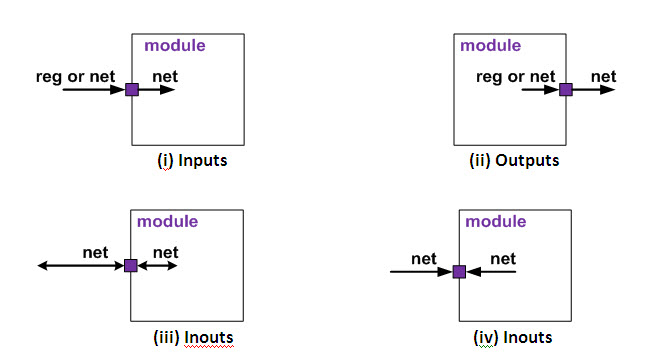 module
reg or net
net
(i) Inputs
module
reg or net
net
(ii) Outputs
module
net
net
(iii) Inouts
module
net
net
(iv) Inouts